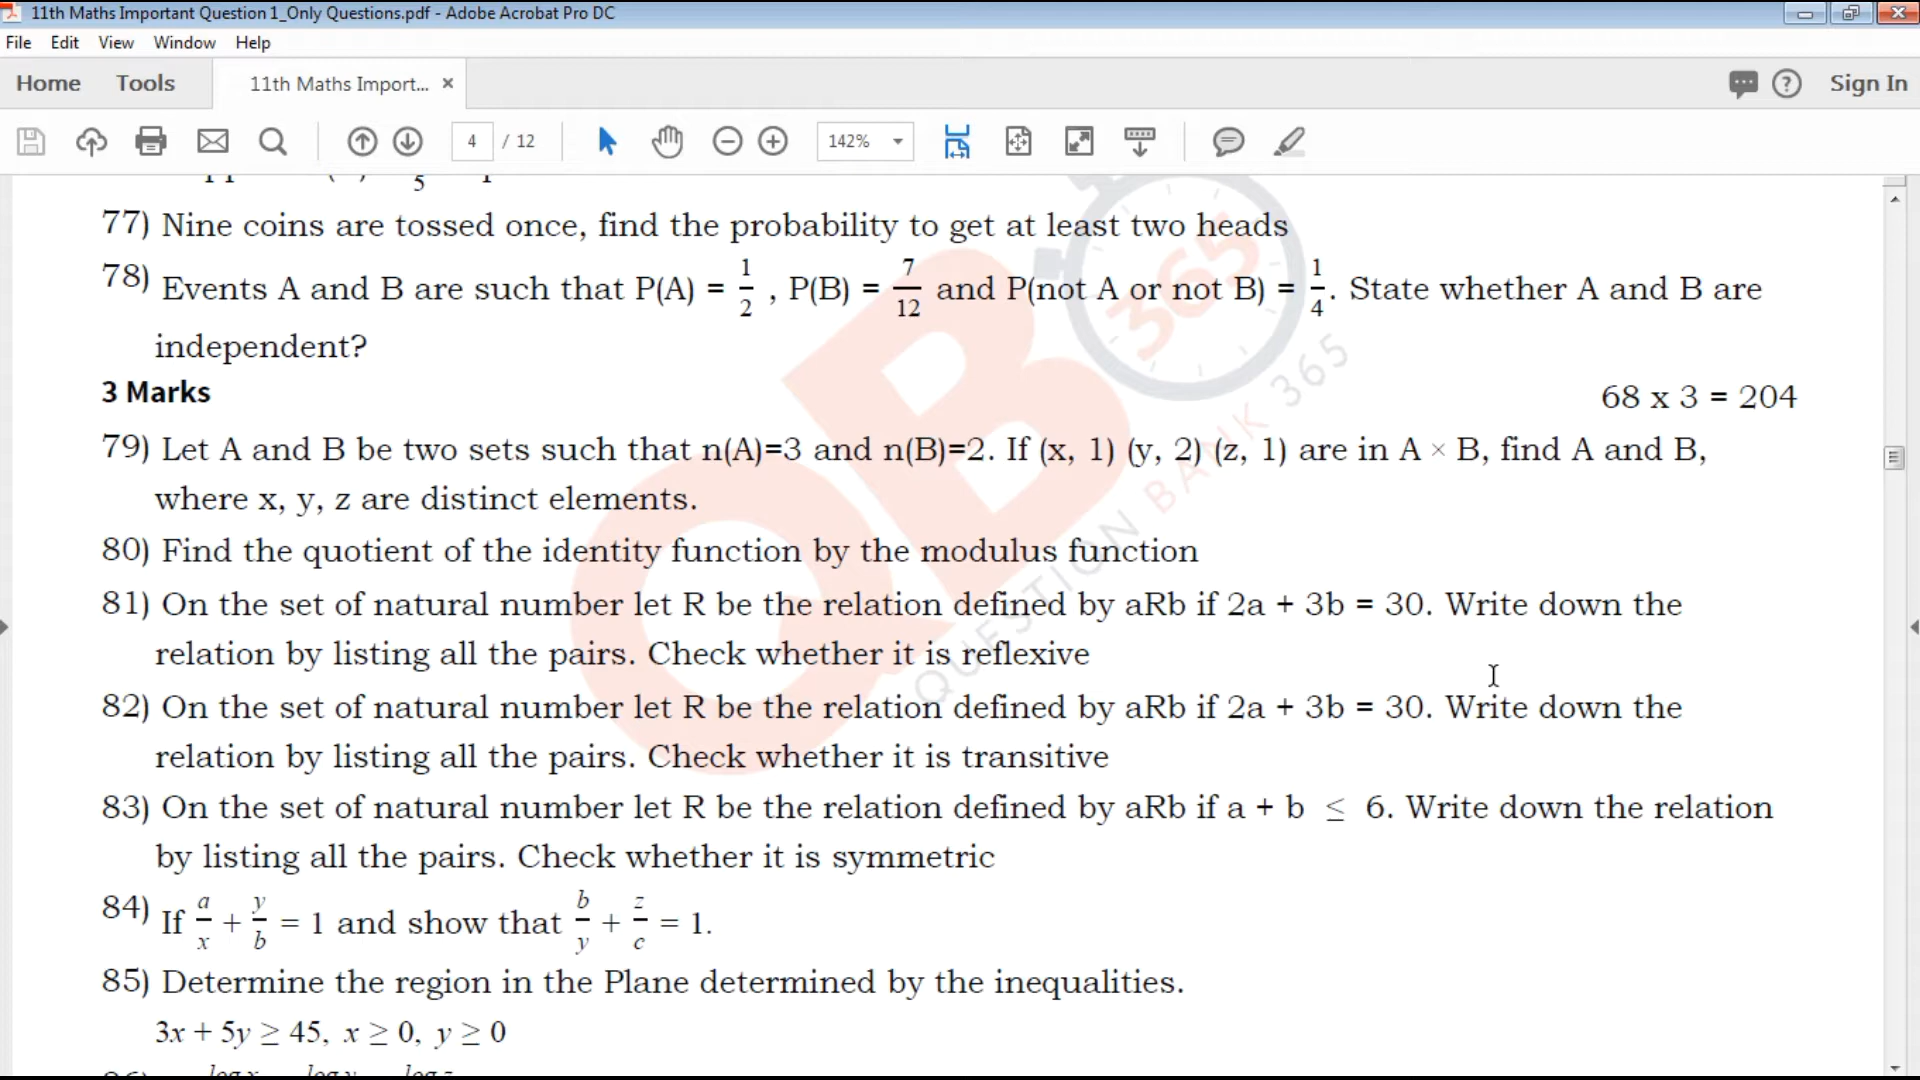 11th Maths Important Question 1_Only Questions.pdf - Adobe Acrobat Pro DC
File Edit View Window Help
Home Tools 11th Maths Import... × Sign In
4 / 12 142%
5
77) Nine coins are tossed once, find the probability to get at least two heads
78) Events A and B are such that P(A) = 1/2 , P(B) = 7/12 and P(not A or not B) = 1/4. State whether A and B are
independent?
3 Marks 68 x 3 = 204
79) Let A and B be two sets such that n(A)=3 and n(B)=2. If (x, 1) (y, 2) (z, 1) are in A × B, find A and B,
where x, y, z are distinct elements.
80) Find the quotient of the identity function by the modulus function
81) On the set of natural number let R be the relation defined by aRb if 2a + 3b = 30. Write down the
relation by listing all the pairs. Check whether it is reflexive
82) On the set of natural number let R be the relation defined by aRb if 2a + 3b = 30. Write down the
relation by listing all the pairs. Check whether it is transitive
83) On the set of natural number let R be the relation defined by aRb if a + b ≤ 6. Write down the relation
by listing all the pairs. Check whether it is symmetric
84) If a/x + y/b = 1 and show that b/y + z/c = 1.
85) Determine the region in the Plane determined by the inequalities.
3x + 5y ≥ 45, x ≥ 0, y ≥ 0
log x log y log z
QB 365
QUESTION BANK 365